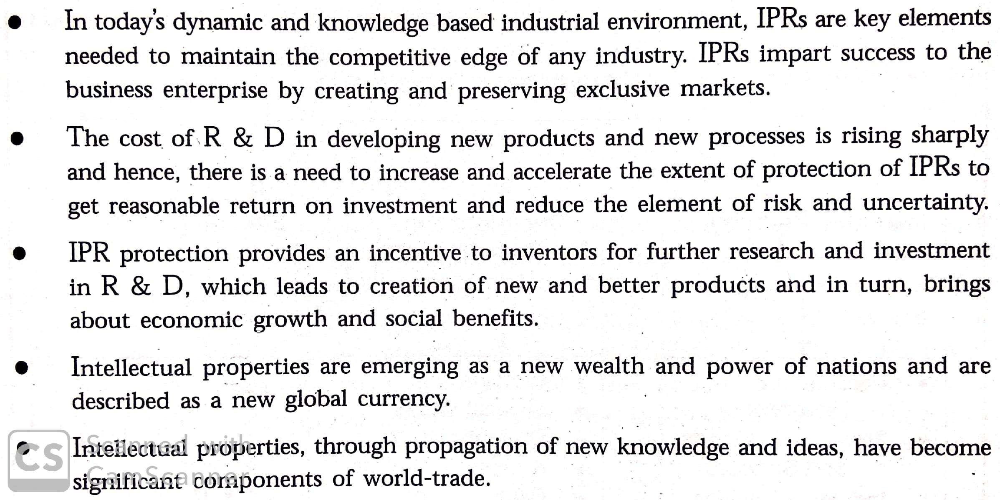 • In today's dynamic and knowledge based industrial environment, IPRs are key elements
needed to maintain the competitive edge of any industry. IPRs impart success to the
business enterprise by creating and preserving exclusive markets.
• The cost of R & D in developing new products and new processes is rising sharply
and hence, there is a need to increase and accelerate the extent of protection of IPRs to
get reasonable return on investment and reduce the element of risk and uncertainty.
• IPR protection provides an incentive to inventors for further research and investment
in R & D, which leads to creation of new and better products and in turn, brings
about economic growth and social benefits.
• Intellectual properties are emerging as a new wealth and power of nations and are
described as a new global currency.
• Intellectual properties, through propagation of new knowledge and ideas, have become
significant components of world-trade.
CS Scanned with
CamScanner